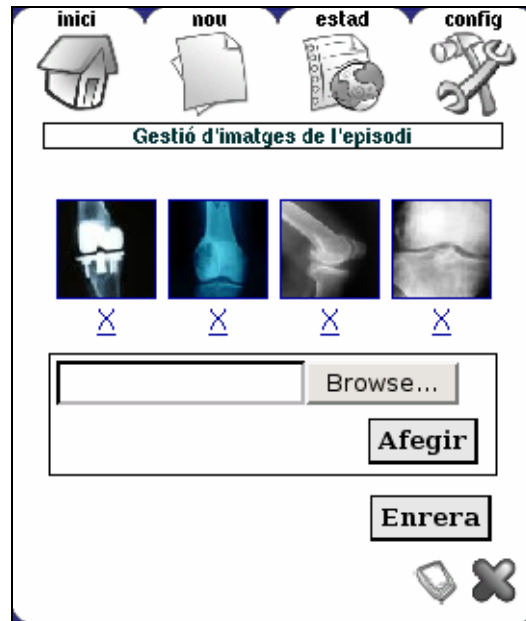 inici nou estad config
Gestió d'imatges de l'episodi
X X X X
Browse...
Afegir
Enrera